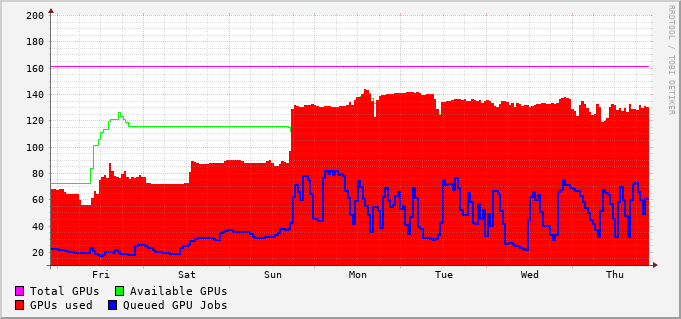 200
180
160
140
120
100
80
60
40
20
Fri Sat Sun Mon Tue Wed Thu
Total GPUs Available GPUs
GPUs used Queued GPU Jobs
RRDTOOL / TOBI OETIKER